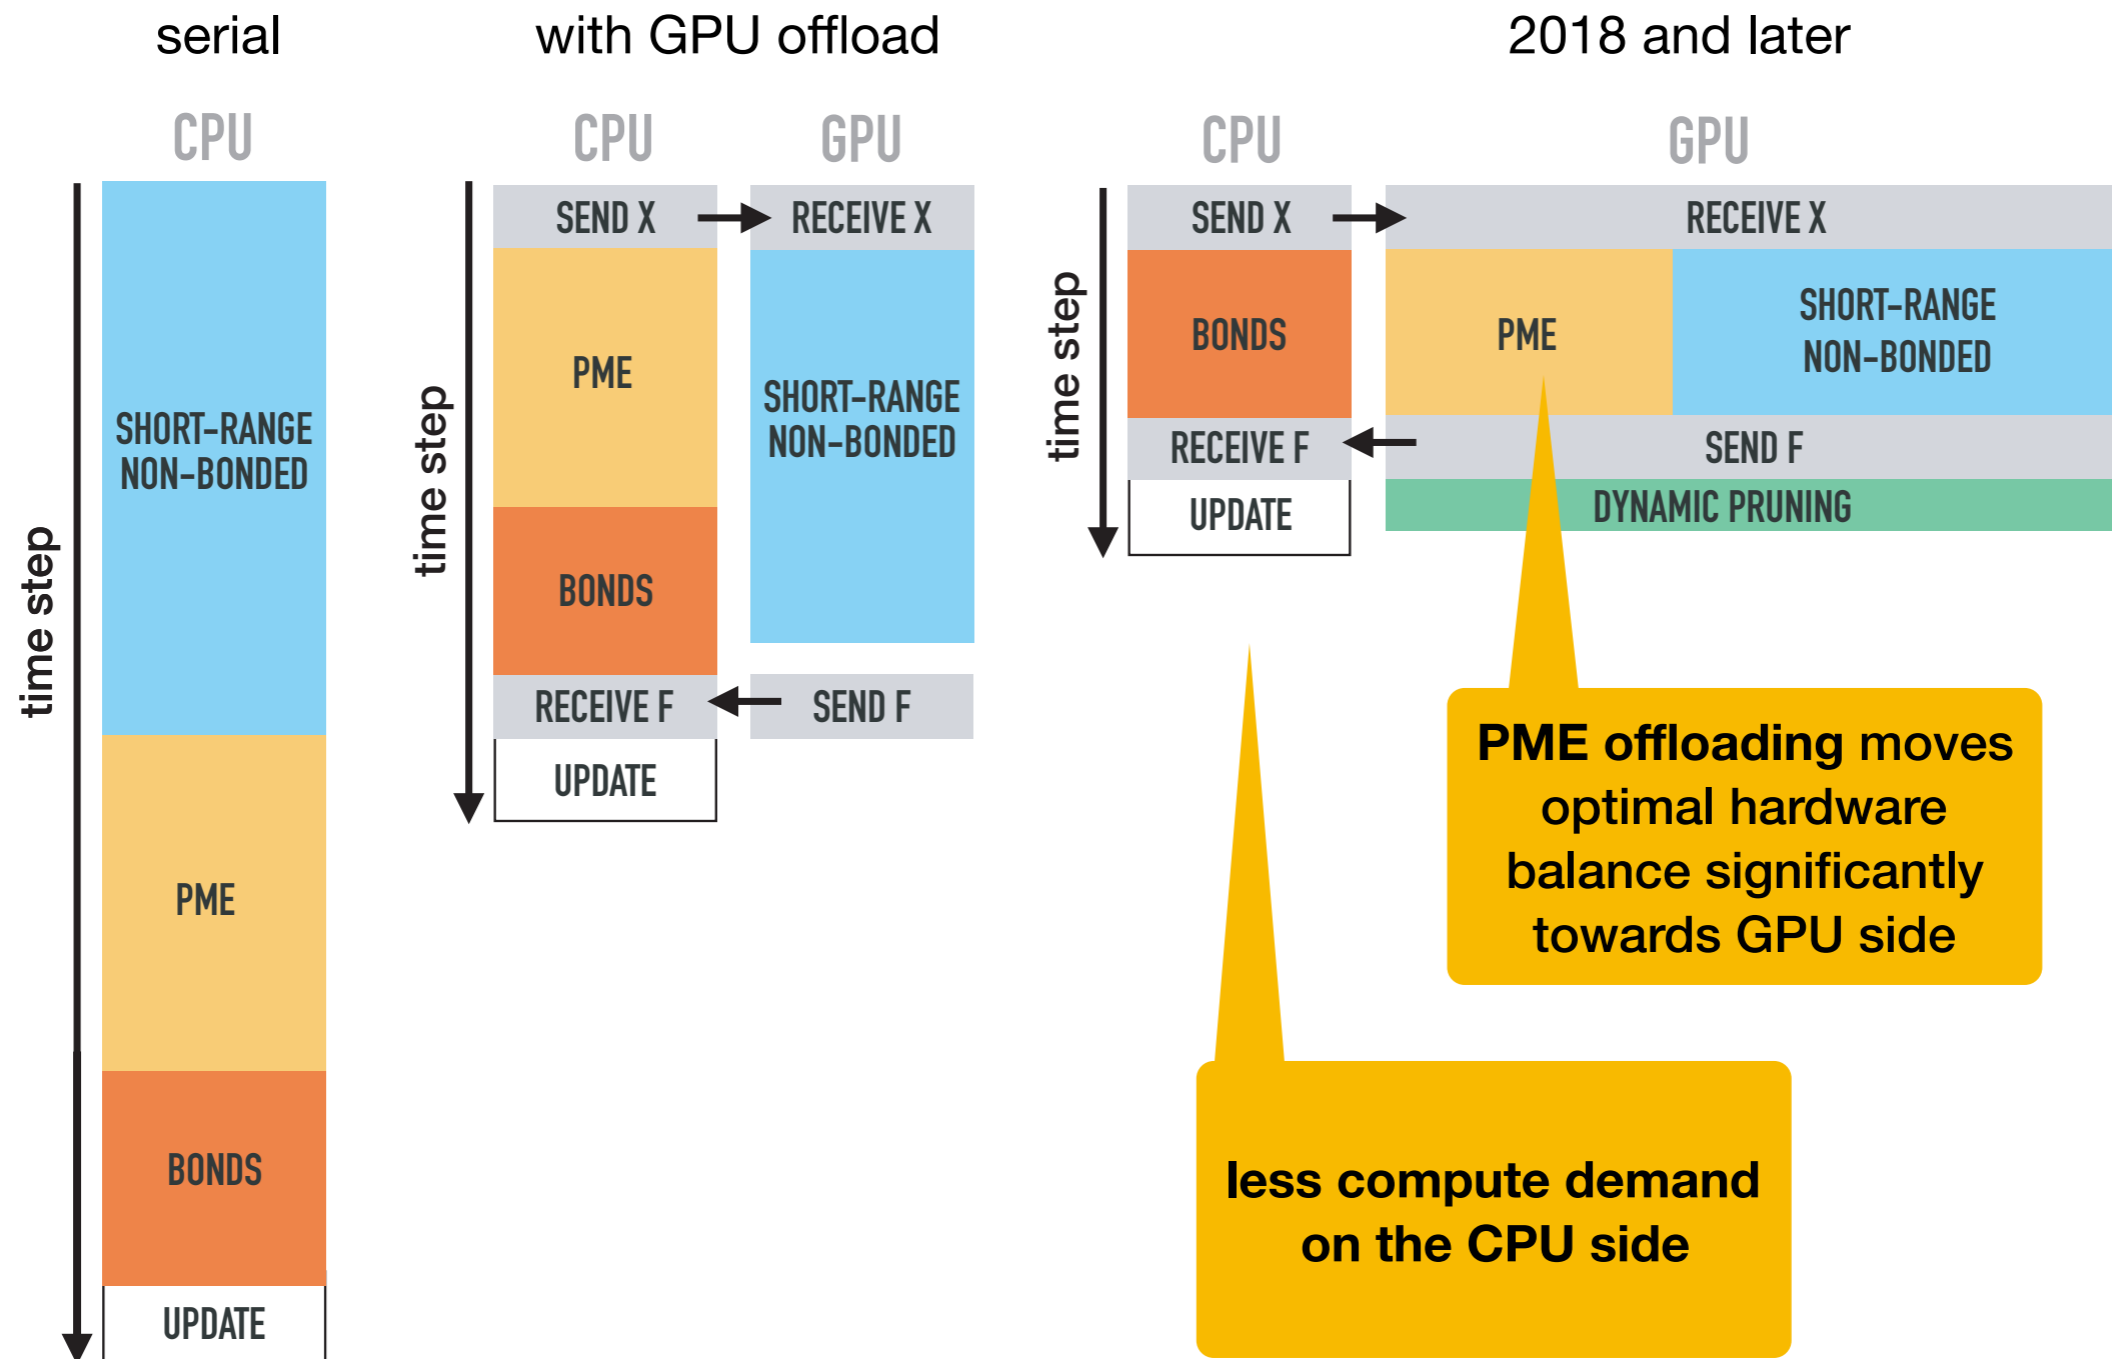 serial
CPU
time step
SHORT-RANGE
NON-BONDED
PME
BONDS
UPDATE
with GPU offload
CPU
GPU
time step
SEND X
RECEIVE X
PME
SHORT-RANGE
NON-BONDED
BONDS
RECEIVE F
SEND F
UPDATE
2018 and later
CPU
GPU
time step
SEND X
RECEIVE X
BONDS
PME
SHORT-RANGE
NON-BONDED
RECEIVE F
SEND F
UPDATE
DYNAMIC PRUNING
PME offloading moves
optimal hardware
balance significantly
towards GPU side
less compute demand
on the CPU side